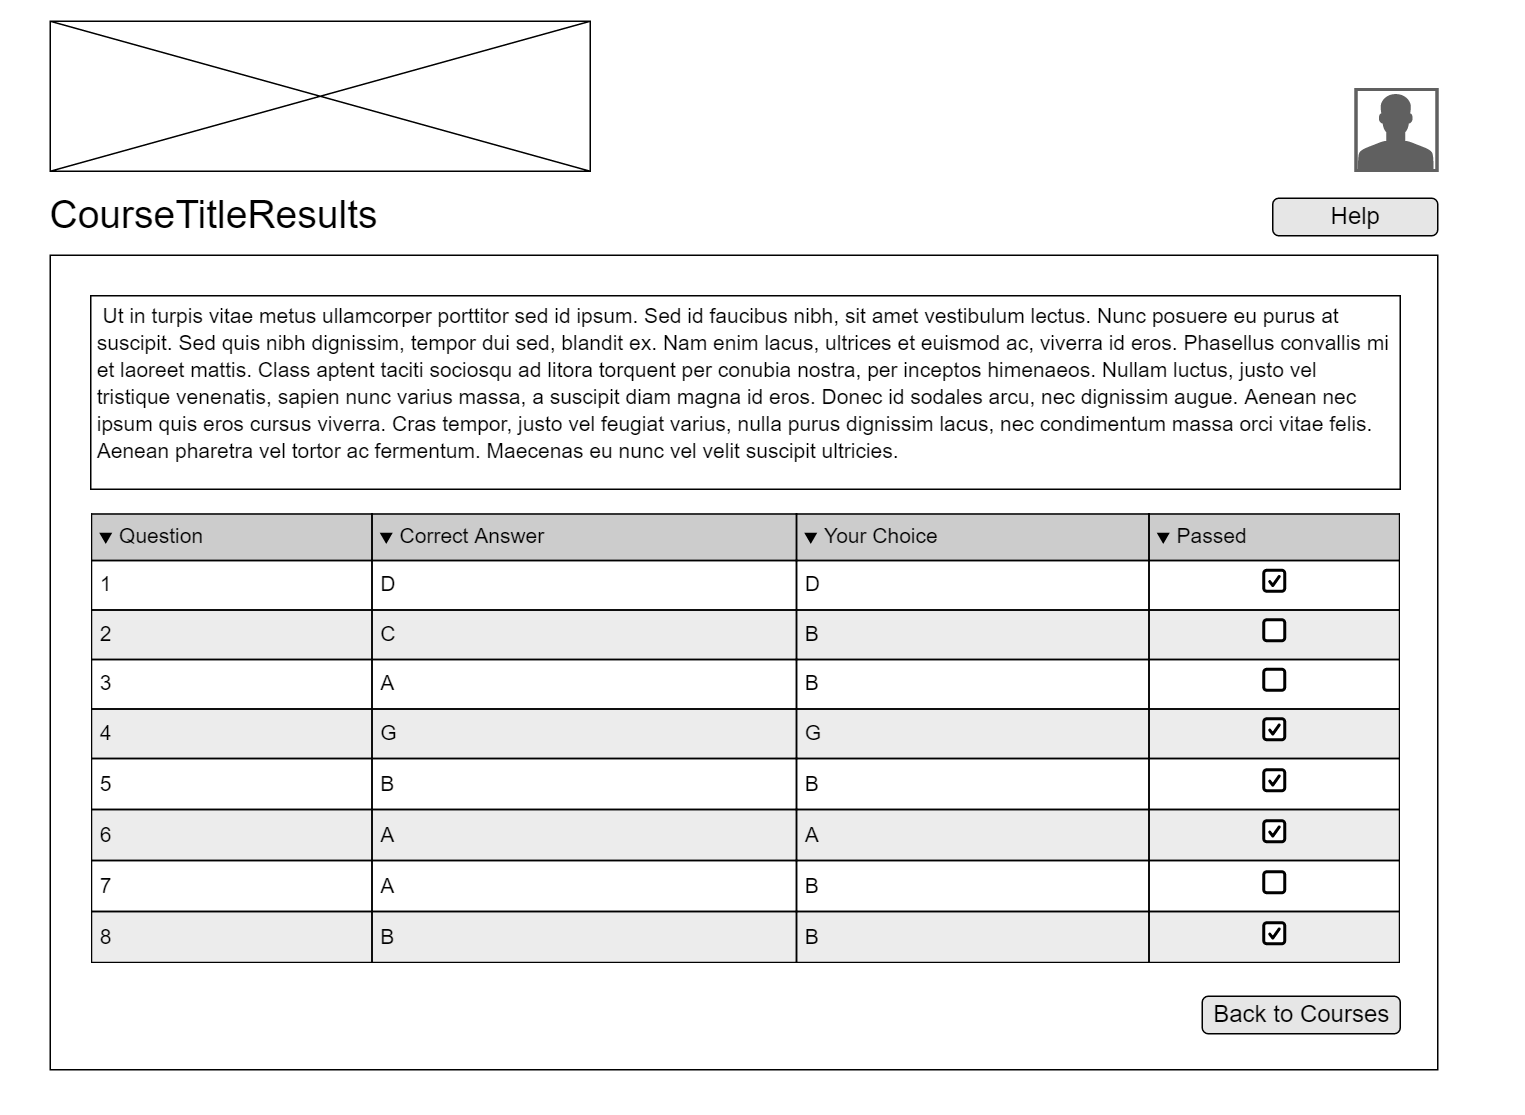 CourseTitleResults
Help
Ut in turpis vitae metus ullamcorper porttitor sed id ipsum. Sed id faucibus nibh, sit amet vestibulum lectus. Nunc posuere eu purus at
suscipit. Sed quis nibh dignissim, tempor dui sed, blandit ex. Nam enim lacus, ultrices et euismod ac, viverra id eros. Phasellus convallis mi
et laoreet mattis. Class aptent taciti sociosqu ad litora torquent per conubia nostra, per inceptos himenaeos. Nullam luctus, justo vel
tristique venenatis, sapien nunc varius massa, a suscipit diam magna id eros. Donec id sodales arcu, nec dignissim augue. Aenean nec
ipsum quis eros cursus viverra. Cras tempor, justo vel feugiat varius, nulla purus dignissim lacus, nec condimentum massa orci vitae felis.
Aenean pharetra vel tortor ac fermentum. Maecenas eu nunc vel velit suscipit ultricies.
Question Correct Answer Your Choice Passed
1 D D
2 C B
3 A B
4 G G
5 B B
6 A A
7 A B
8 B B
Back to Courses